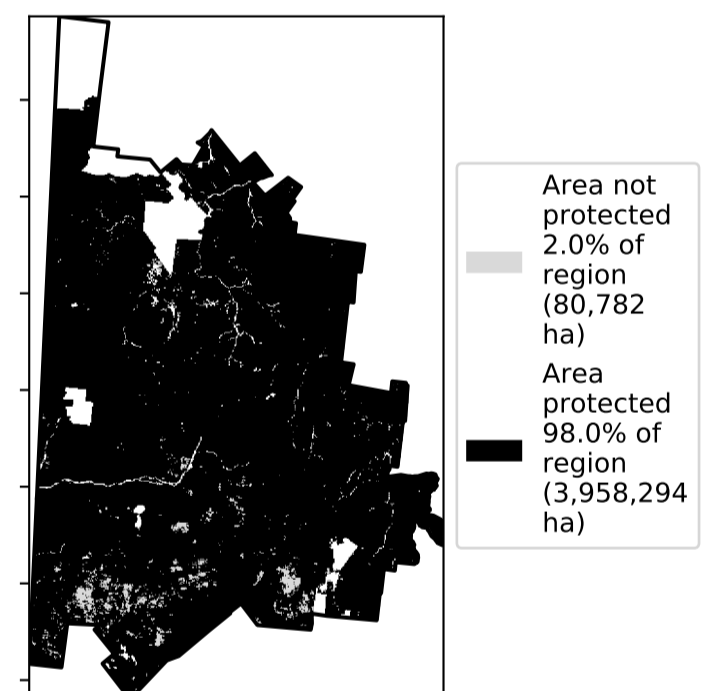 Area not
protected
2.0% of
region
(80,782
ha)
Area
protected
98.0% of
region
(3,958,294
ha)